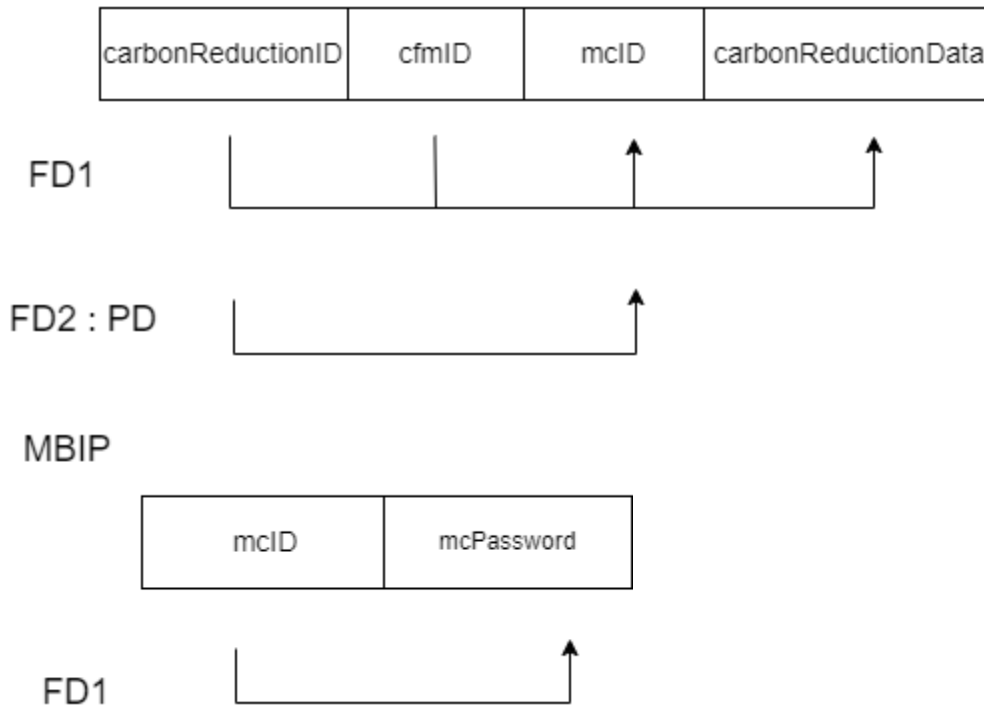 carbonReductionID cfmID mcID carbonReductionData
FD1
FD2 : PD
MBIP
mcID mcPassword
FD1